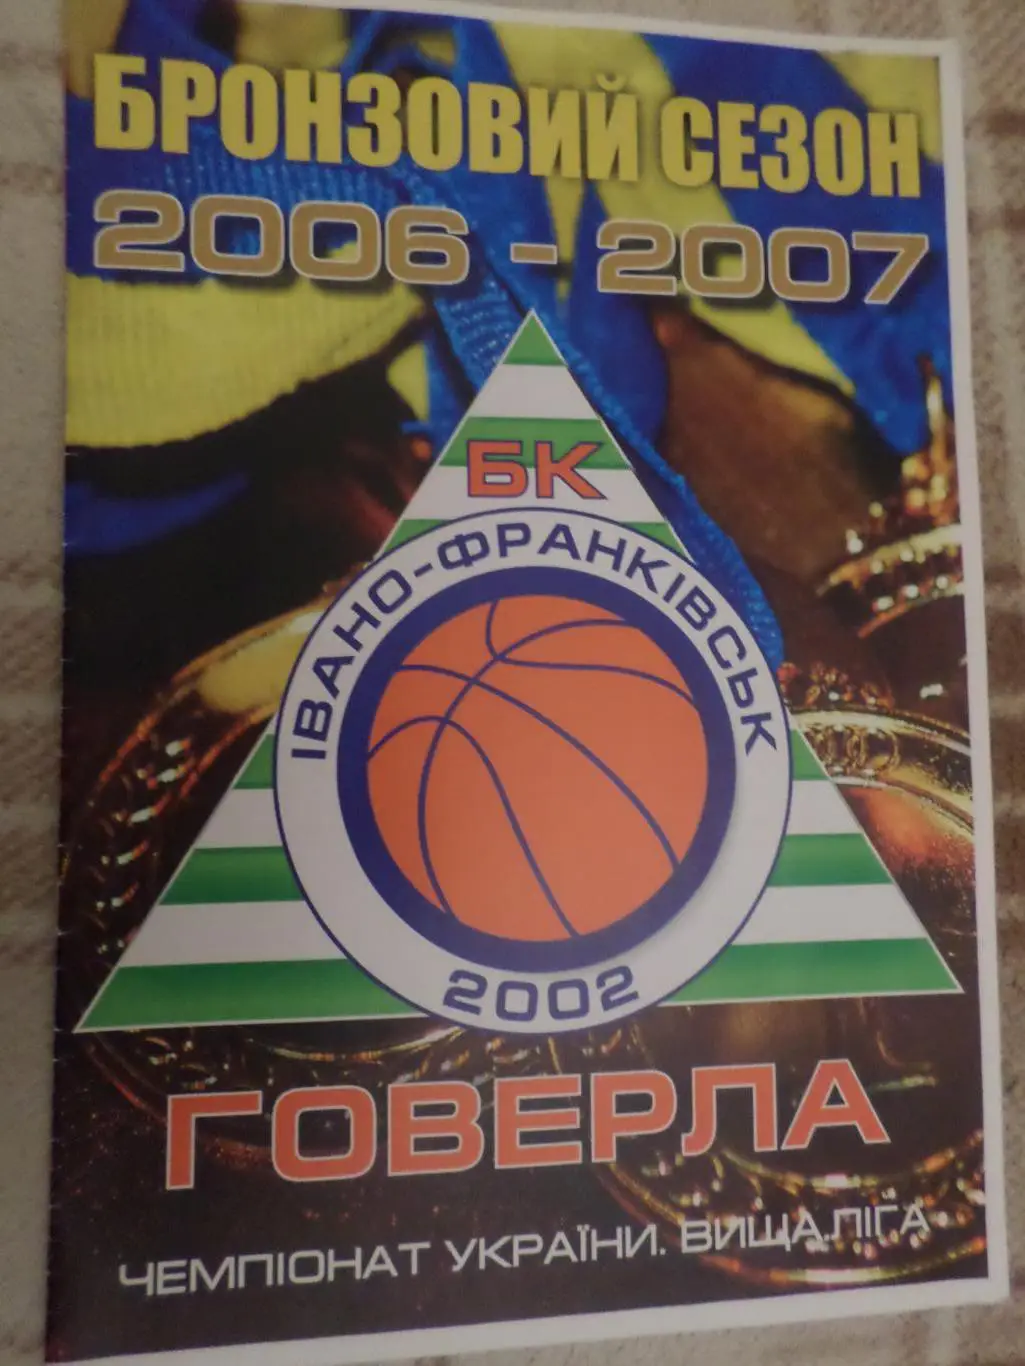 БРОНЗОВИЙ СЕЗОН
2006 - 2007
БК
ІВАНО-ФРАНКІВСЬК
2002
ГОВЕРЛА
ЧЕМПІОНАТ УКРАЇНИ. ВИЩА ЛІГА